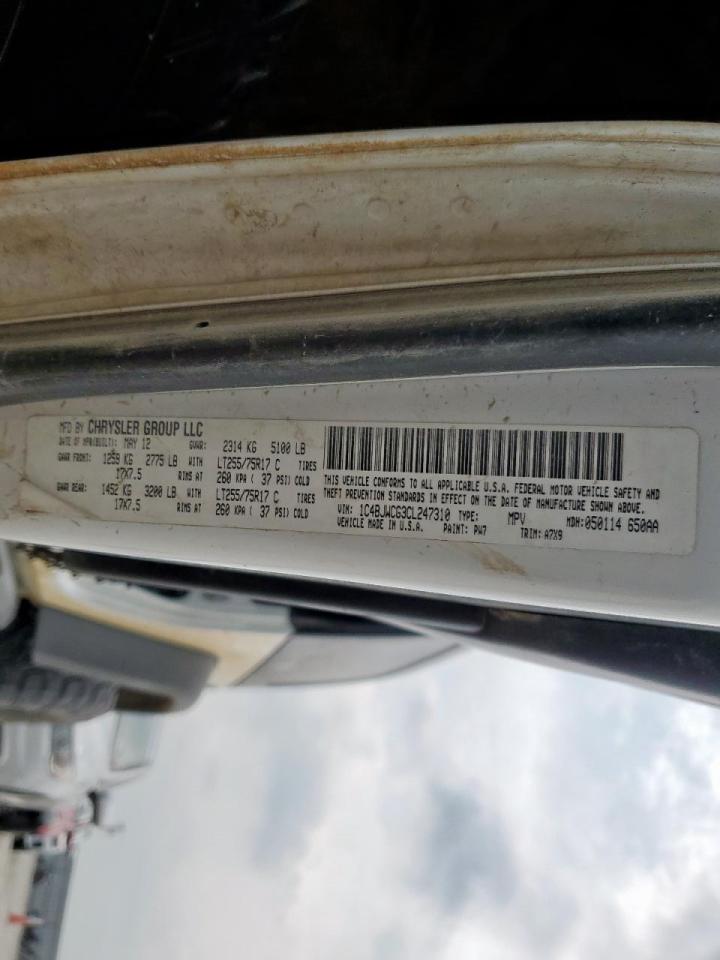 MFD BY CHRYSLER GROUP LLC
DATE OF MFR(BUILT): MAY 12 GVWR: 2314 KG 5100 LB
GAWR FRONT: 1259 KG 2775 LB WITH LT255/75R17 C TIRES
17X7.5 RIMS AT 260 KPA ( 37 PSI) COLD
GAWR REAR: 1452 KG 3200 LB WITH LT255/75R17 C TIRES
17X7.5 RIMS AT 260 KPA ( 37 PSI) COLD
THIS VEHICLE CONFORMS TO ALL APPLICABLE U.S.A. FEDERAL MOTOR VEHICLE SAFETY AND
THEFT PREVENTION STANDARDS IN EFFECT ON THE DATE OF MANUFACTURE SHOWN ABOVE.
VIN: 1C4BJWCG3CL247310 TYPE: MPV MDH:050114 650AA
VEHICLE MADE IN U.S.A. PAINT: PW7 TRIM: A7X9